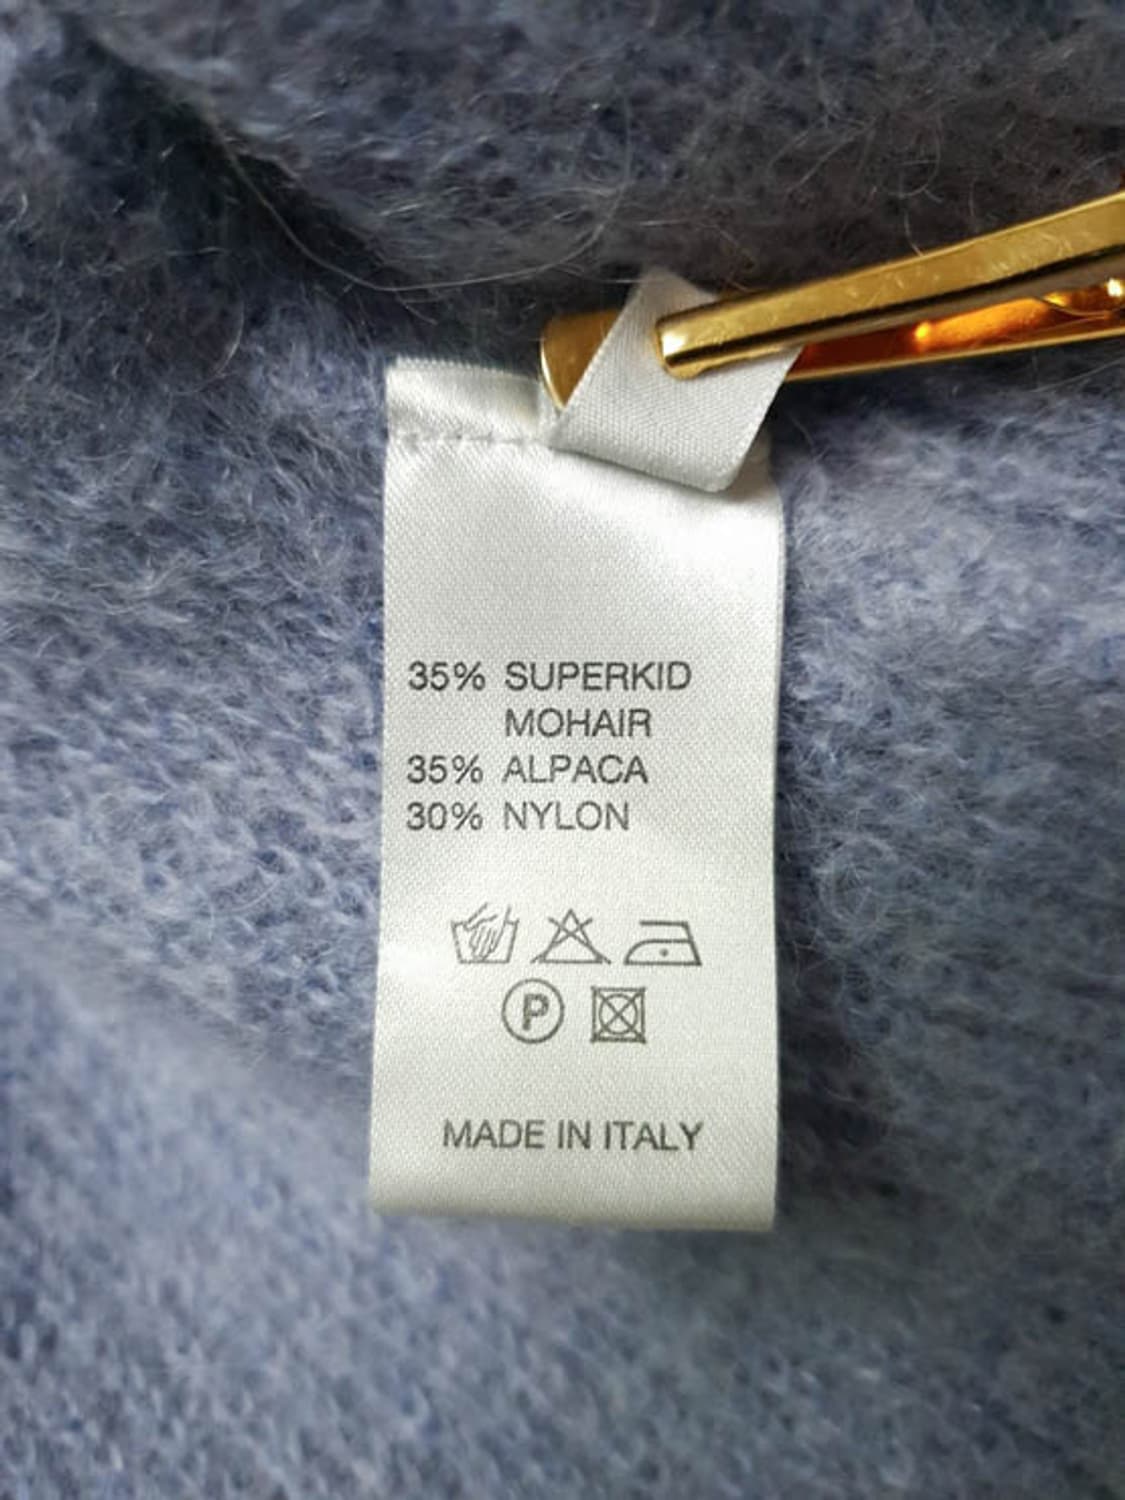 35% SUPERKID
MOHAIR
35% ALPACA
30% NYLON
P
MADE IN ITALY